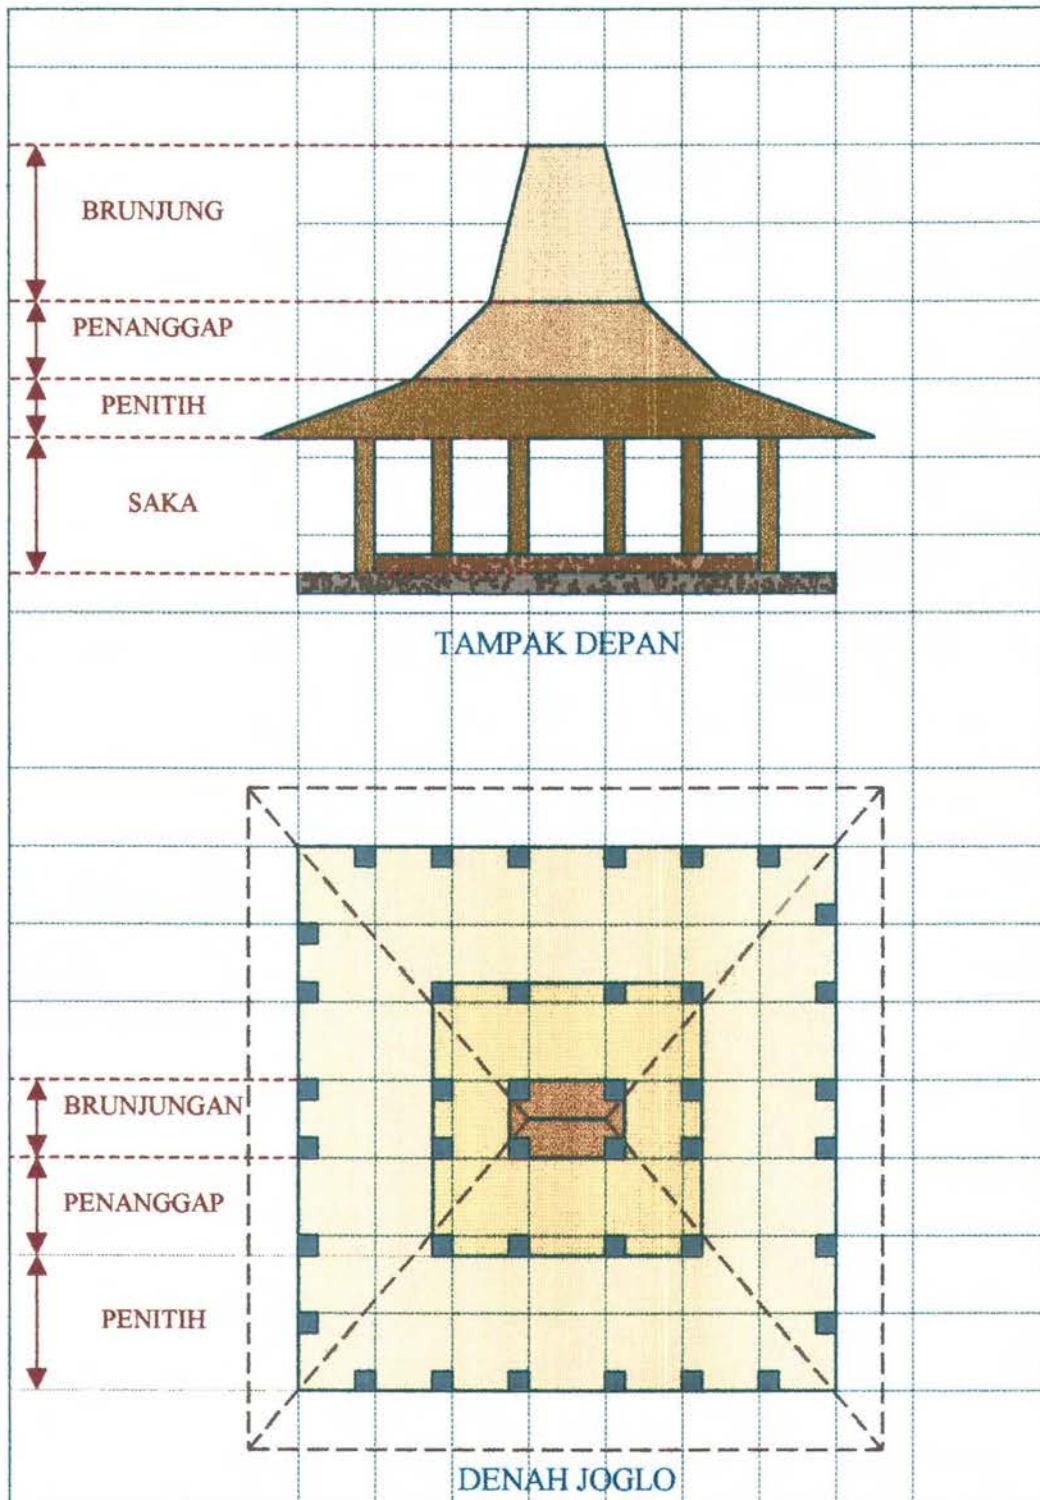 BRUNJUNG
PENANGGAP
PENITIH
SAKA
TAMPAK DEPAN
BRUNJUNGAN
PENANGGAP
PENITIH
DENAH JOGLO